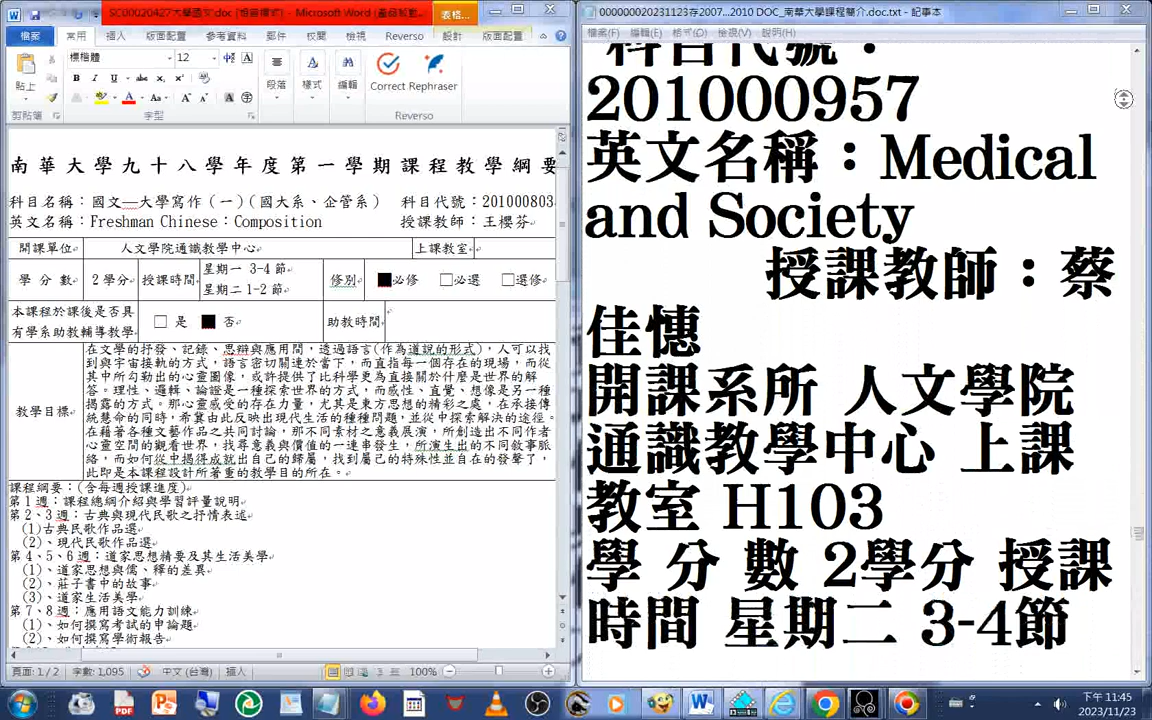 SC00020427大學國文.doc [相容模式] - Microsoft Word (產品啟動...
表格...
檔案 常用 插入 版面配置 參考資料 郵件 校閱 檢視 Reverso 設計 版面配置
標楷體 12
貼上 段落 樣式 編輯 Correct Rephraser
剪貼簿 字型 Reverso
南華大學九十八學年度第一學期課程教學綱要
科目名稱：國文—大學寫作(一)(國大系、企管系) 科目代號：201000803
英文名稱：Freshman Chinese：Composition 授課教師：王櫻芬
開課單位 人文學院通識教學中心 上課教室
學 分 數 2學分 授課時間 星期一 3-4節 星期二1-2節 修別 ■必修 □必選 □選修
本課程於課後是否具有學系助教輔導教學 □ 是 ■ 否 助教時間
教學目標
在文學的抒發、記錄、思辯與應用間，透過語言(作為道說的形式)，人可以找
到與宇宙接軌的方式，語言密切關連於當下，而直指每一個存在的現場，而從
其中所勾勒出的心靈圖像，或許提供了比科學更為直接關於什麼是世界的解
答。理性、邏輯、論證是一種探索世界的方式，而感性、直覺、想像是另一種
揭露的方式。那心靈感受的存在力量，尤其是東方思想的精彩之處，在承接傳
統慧命的同時，希冀由此反映出現代生活的種種問題，並從中探索解決的途徑。
在藉著各種文藝作品之共同討論，那不同素材之意義展演，所創造出不同作者
心靈空間的觀看世界，找尋意義與價值的一連串發生，所演生出的不同敘事脈
絡，而如何從中揭得成就出自己的歸屬，找到屬己的特殊性並自在的發聲了，
此即是本課程設計所著重的教學目的所在。
課程綱要：(含每週授課進度)
第1週：課程總綱介紹與學習評量說明
第2、3週：古典與現代民歌之抒情表述
(1)古典民歌作品選
(2)、現代民歌作品選
第4、5、6週：道家思想精要及其生活美學
(1)、道家思想與儒、釋的差異
(2)、莊子書中的故事
(3)、道家生活美學
第7、8週：應用語文能力訓練
(1)、如何撰寫考試的申論題
(2)、如何撰寫學術報告
頁面: 1 / 2 字數: 1,095 中文 (台灣) 插入 100%
000000020231123存2007...2010 DOC_南華大學課程簡介.doc.txt - 記事本
檔案(F) 編輯(E) 格式(O) 檢視(V) 說明(H)
科目代號：
201000957
英文名稱：Medical
and Society
授課教師：蔡
佳憓
開課系所 人文學院
通識教學中心 上課
教室 H103
學 分 數 2學分 授課
時間 星期二 3-4節
下午 11:45
2023/11/23